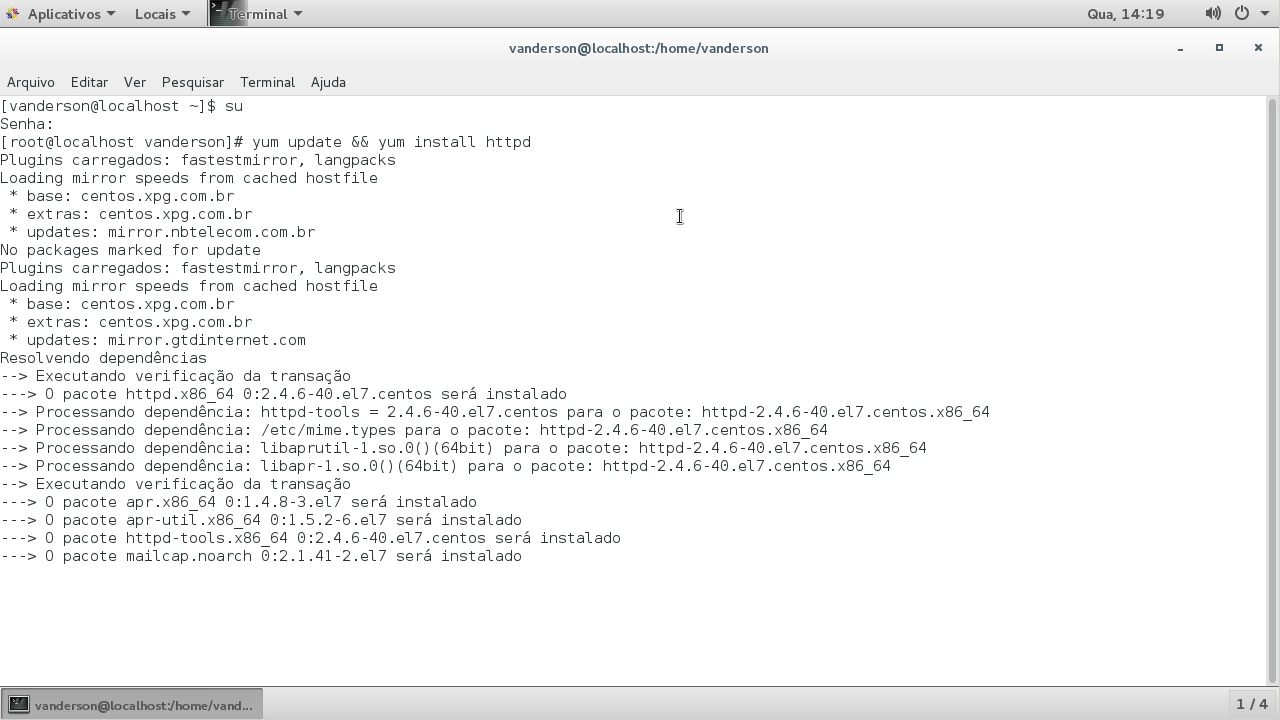 Aplicativos Locais Terminal Qua, 14:19
vanderson@localhost:/home/vanderson
Arquivo Editar Ver Pesquisar Terminal Ajuda
[vanderson@localhost ~]$ su
Senha:
[root@localhost vanderson]# yum update && yum install httpd
Plugins carregados: fastestmirror, langpacks
Loading mirror speeds from cached hostfile
 * base: centos.xpg.com.br
 * extras: centos.xpg.com.br
 * updates: mirror.nbtelecom.com.br
No packages marked for update
Plugins carregados: fastestmirror, langpacks
Loading mirror speeds from cached hostfile
 * base: centos.xpg.com.br
 * extras: centos.xpg.com.br
 * updates: mirror.gtdinternet.com
Resolvendo dependências
--> Executando verificação da transação
---> O pacote httpd.x86_64 0:2.4.6-40.el7.centos será instalado
--> Processando dependência: httpd-tools = 2.4.6-40.el7.centos para o pacote: httpd-2.4.6-40.el7.centos.x86_64
--> Processando dependência: /etc/mime.types para o pacote: httpd-2.4.6-40.el7.centos.x86_64
--> Processando dependência: libaprutil-1.so.0()(64bit) para o pacote: httpd-2.4.6-40.el7.centos.x86_64
--> Processando dependência: libapr-1.so.0()(64bit) para o pacote: httpd-2.4.6-40.el7.centos.x86_64
--> Executando verificação da transação
---> O pacote apr.x86_64 0:1.4.8-3.el7 será instalado
---> O pacote apr-util.x86_64 0:1.5.2-6.el7 será instalado
---> O pacote httpd-tools.x86_64 0:2.4.6-40.el7.centos será instalado
---> O pacote mailcap.noarch 0:2.1.41-2.el7 será instalado
vanderson@localhost:/home/vand... 1 / 4